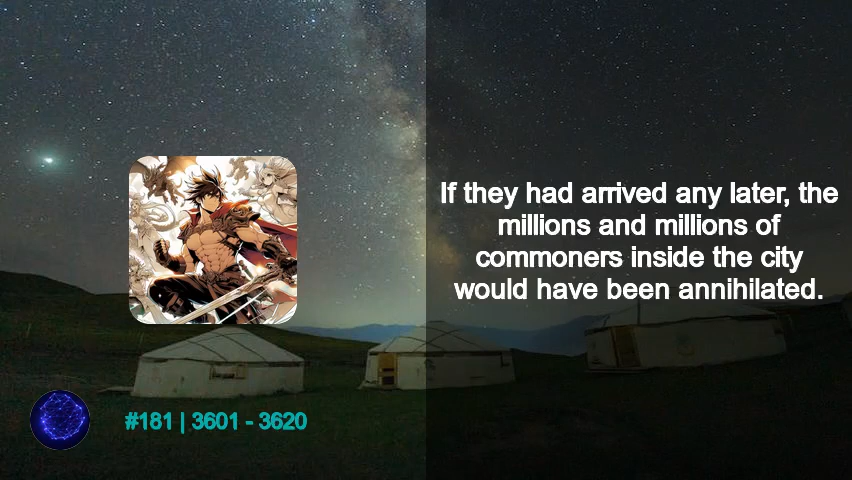 If they had arrived any later, the
millions and millions of
commoners inside the city
would have been annihilated.
#181 | 3601 - 3620